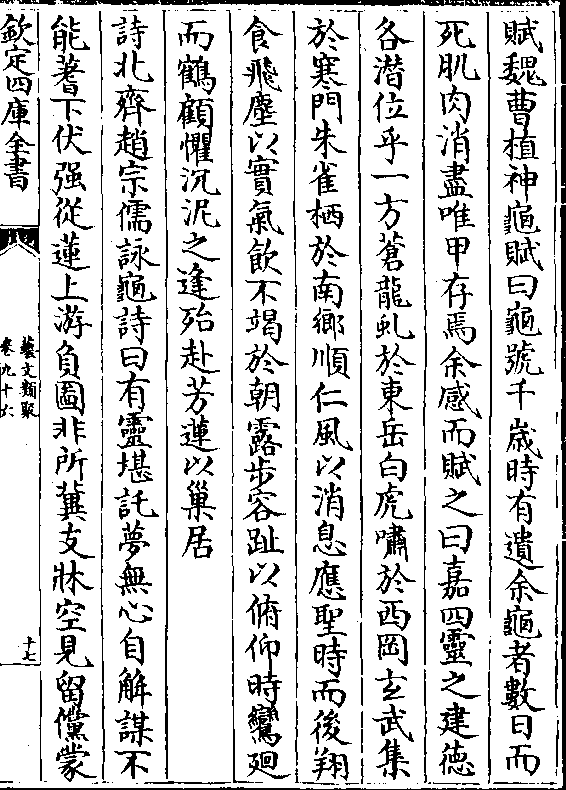 賦魏曹植神龜賦曰龜號千歲時有遺余龜者數日而
死肌肉消盡唯甲存焉余感而賦之曰嘉四靈之建德
各潛位乎一方蒼龍虬於東岳白虎嘯於西岡玄武集
於寒門朱雀栖於南鄉順仁風以消息應聖時而後翔
食飛塵以實氣飲不竭於朝露步容趾以俯仰時鸞廻
而鶴顧懼沉泥之逢殆赴芳蓮以巢居
詩北齊趙宗儒詠龜詩曰有靈堪託夢無心自解謀不
能蓍下伏强從蓮上游負圖非所冀支牀空見留儻蒙
欽定四庫全書
藝文類聚
卷九十六
十七